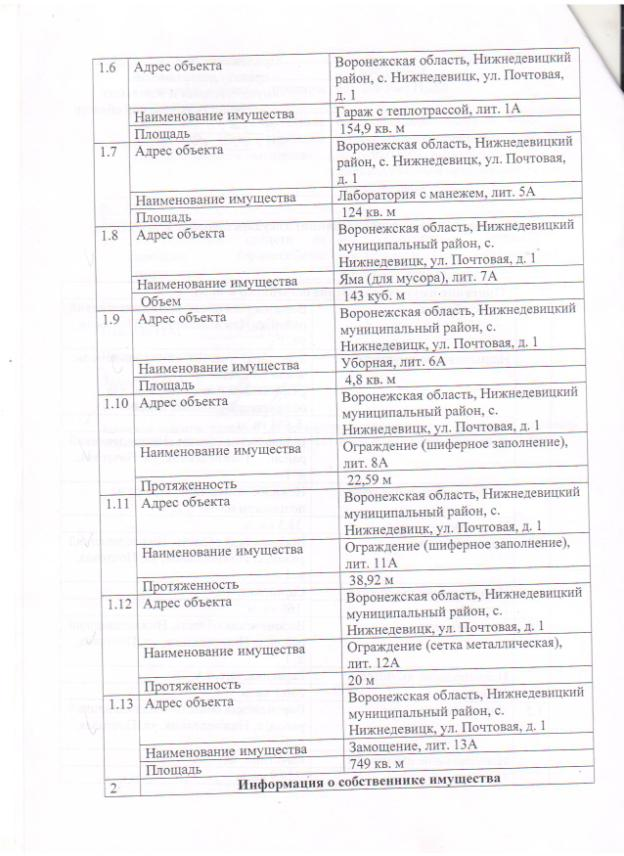 1.6 Адрес объекта Воронежская область, Нижнедевицкий
район, с. Нижнедевицк, ул. Почтовая,
д. 1
Наименование имущества Гараж с теплотрассой, лит. 1А
Площадь 154,9 кв. м
1.7 Адрес объекта Воронежская область, Нижнедевицкий
район, с. Нижнедевицк, ул. Почтовая,
д. 1
Наименование имущества Лаборатория с манежем, лит. 5А
Площадь 124 кв. м
1.8 Адрес объекта Воронежская область, Нижнедевицкий
муниципальный район, с.
Нижнедевицк, ул. Почтовая, д. 1
Наименование имущества Яма (для мусора), лит. 7А
Объем 143 куб. м
1.9 Адрес объекта Воронежская область, Нижнедевицкий
муниципальный район, с.
Нижнедевицк, ул. Почтовая, д. 1
Наименование имущества Уборная, лит. 6А
Площадь 4,8 кв. м
1.10 Адрес объекта Воронежская область, Нижнедевицкий
муниципальный район, с.
Нижнедевицк, ул. Почтовая, д. 1
Наименование имущества Ограждение (шиферное заполнение),
лит. 8А
Протяженность 22,59 м
1.11 Адрес объекта Воронежская область, Нижнедевицкий
муниципальный район, с.
Нижнедевицк, ул. Почтовая, д. 1
Наименование имущества Ограждение (шиферное заполнение),
лит. 11А
Протяженность 38,92 м
1.12 Адрес объекта Воронежская область, Нижнедевицкий
муниципальный район, с.
Нижнедевицк, ул. Почтовая, д. 1
Наименование имущества Ограждение (сетка металлическая),
лит. 12А
Протяженность 20 м
1.13 Адрес объекта Воронежская область, Нижнедевицкий
муниципальный район, с.
Нижнедевицк, ул. Почтовая, д. 1
Наименование имущества Замощение, лит. 13А
Площадь 749 кв. м
2 Информация о собственнике имущества